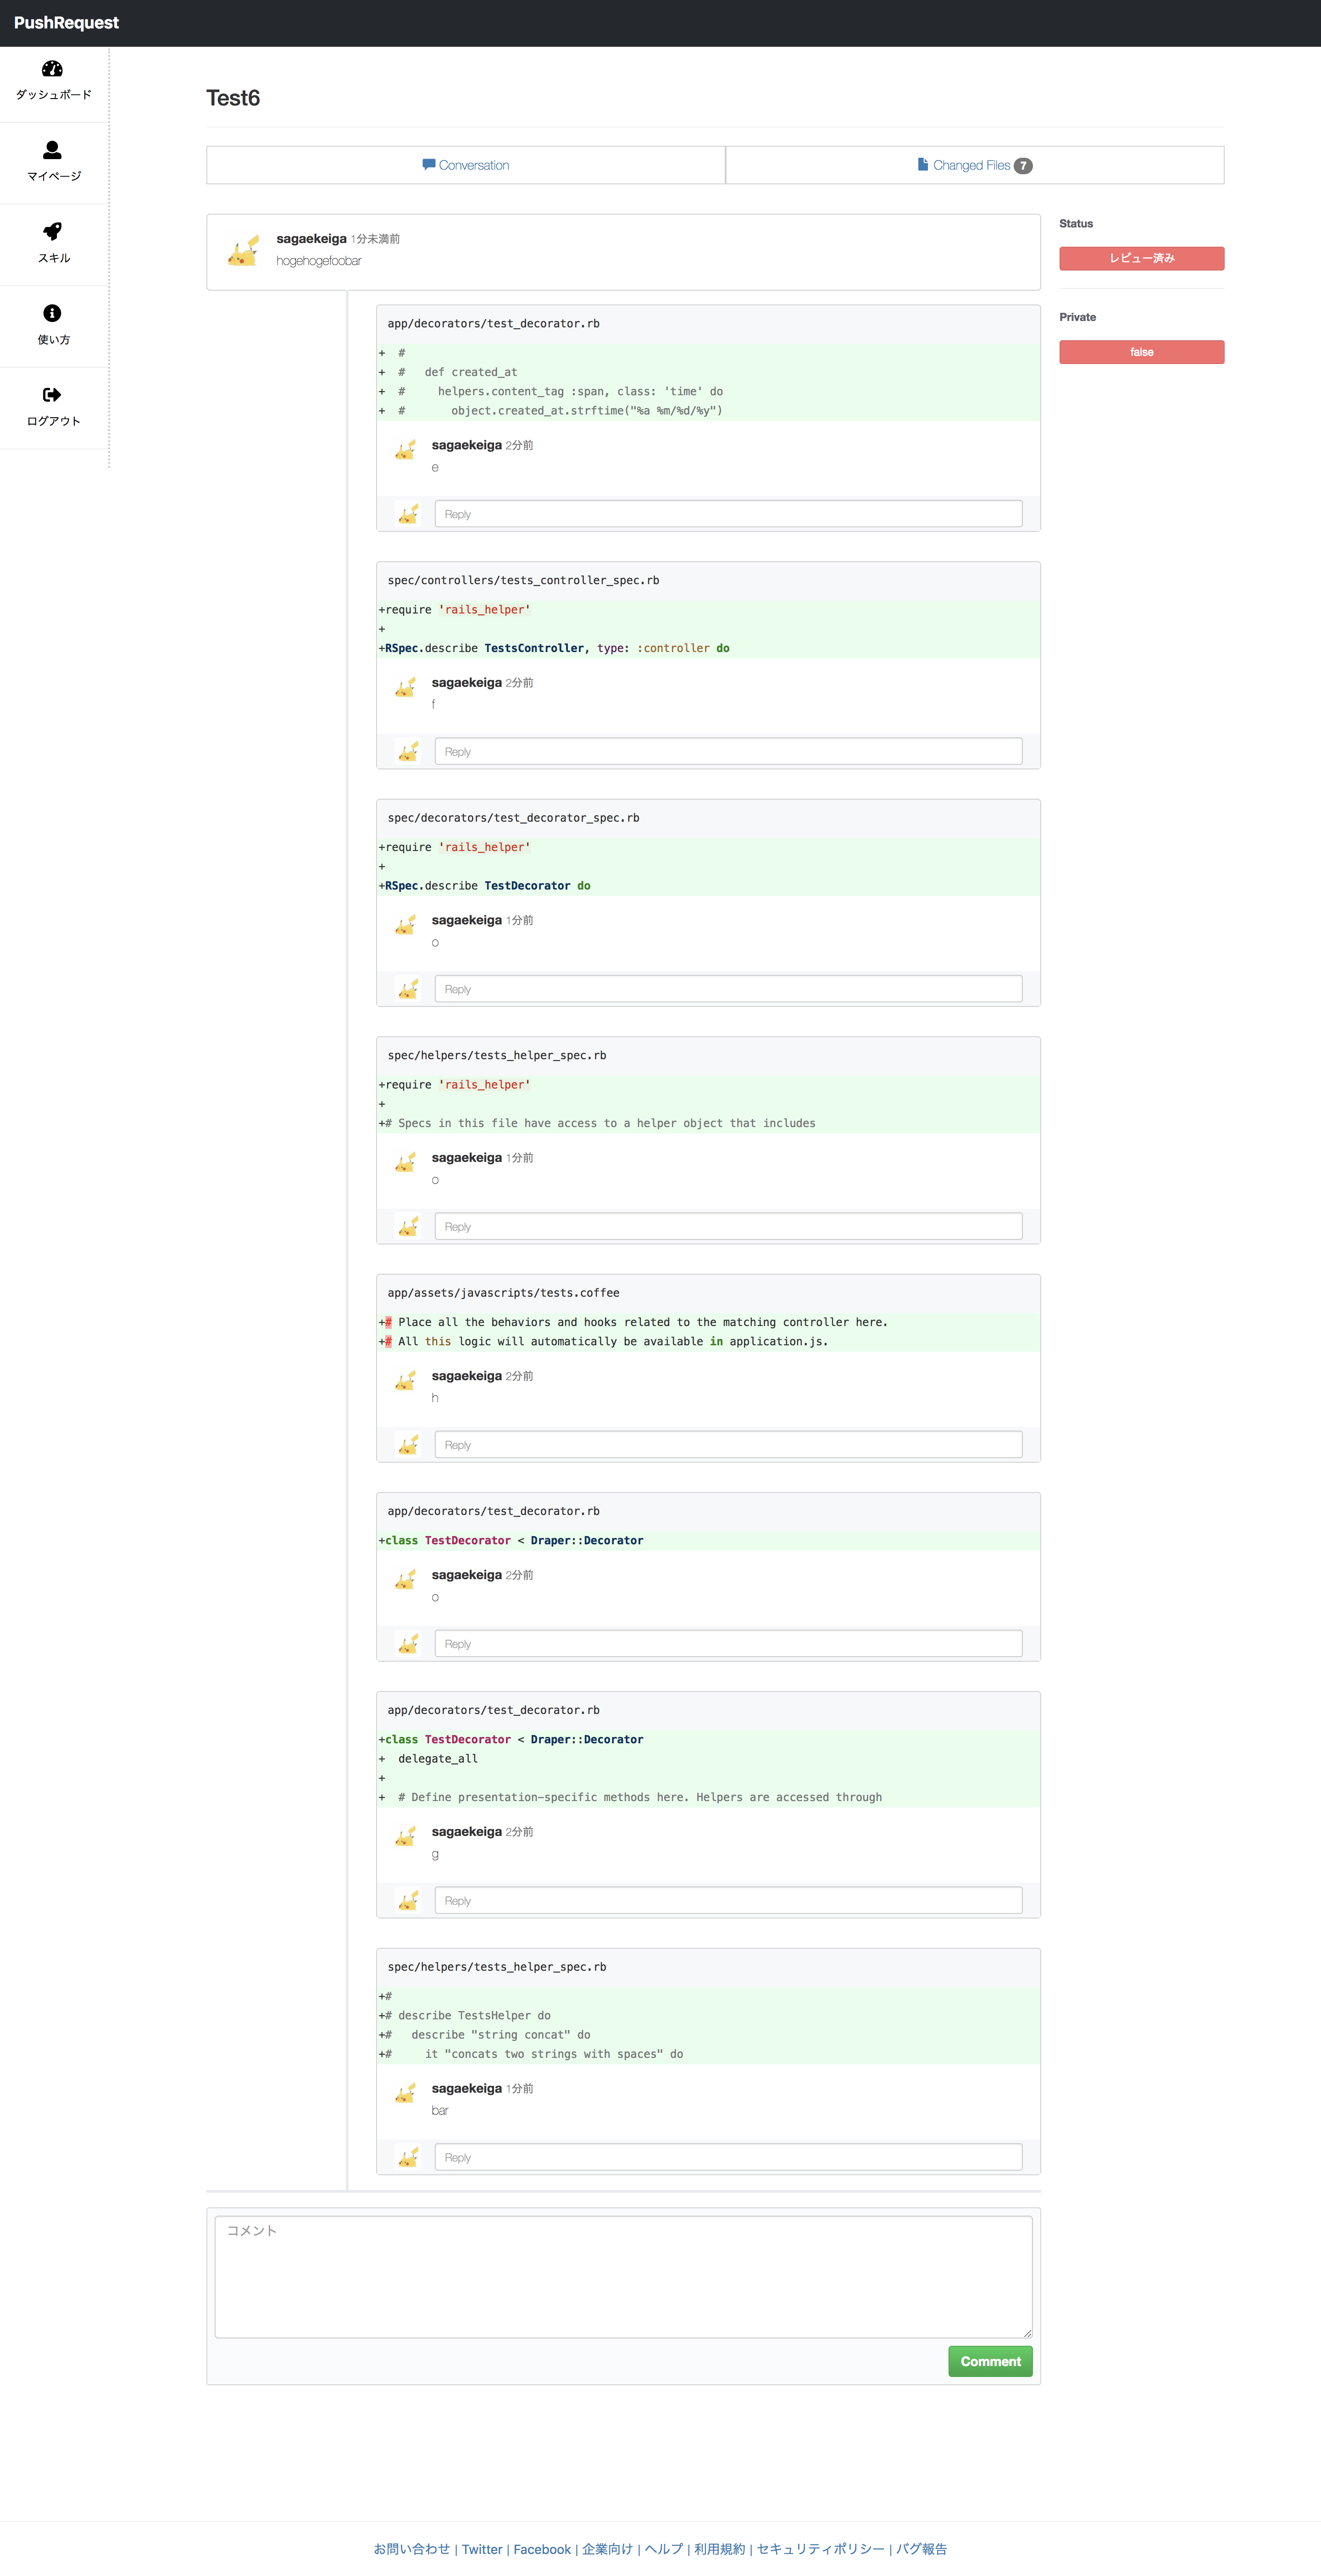 PushRequest
ダッシュボード
マイページ
スキル
使い方
ログアウト
Test6
Conversation
Changed Files 7
sagaekeiga 1分未満前
hogehogefoobar
Status
レビュー済み
Private
false
app/decorators/test_decorator.rb
+  #
+  #   def created_at
+  #     helpers.content_tag :span, class: 'time' do
+  #       object.created_at.strftime("%a %m/%d/%y")
sagaekeiga 2分前
e
Reply
spec/controllers/tests_controller_spec.rb
+require 'rails_helper'
+
+RSpec.describe TestsController, type: :controller do
sagaekeiga 2分前
f
Reply
spec/decorators/test_decorator_spec.rb
+require 'rails_helper'
+
+RSpec.describe TestDecorator do
sagaekeiga 1分前
o
Reply
spec/helpers/tests_helper_spec.rb
+require 'rails_helper'
+
+# Specs in this file have access to a helper object that includes
sagaekeiga 1分前
o
Reply
app/assets/javascripts/tests.coffee
+# Place all the behaviors and hooks related to the matching controller here.
+# All this logic will automatically be available in application.js.
sagaekeiga 2分前
h
Reply
app/decorators/test_decorator.rb
+class TestDecorator < Draper::Decorator
sagaekeiga 2分前
o
Reply
app/decorators/test_decorator.rb
+class TestDecorator < Draper::Decorator
+  delegate_all
+
+  # Define presentation-specific methods here. Helpers are accessed through
sagaekeiga 2分前
g
Reply
spec/helpers/tests_helper_spec.rb
+#
+# describe TestsHelper do
+#   describe "string concat" do
+#     it "concats two strings with spaces" do
sagaekeiga 1分前
bar
Reply
コメント
Comment
お問い合わせ | Twitter | Facebook | 企業向け | ヘルプ | 利用規約 | セキュリティポリシー | バグ報告